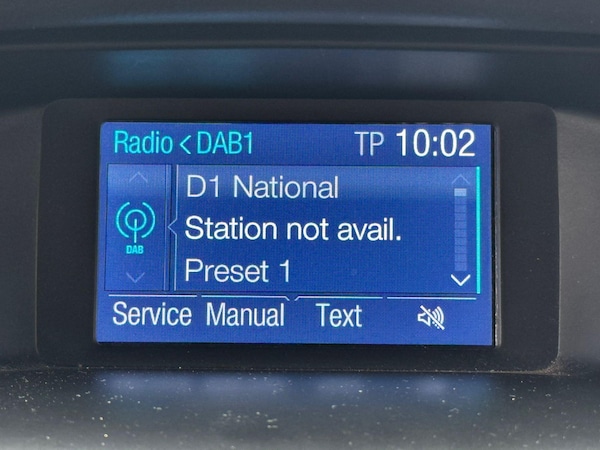 Radio < DAB1 TP 10:02
D1 National
Station not avail.
DAB
Preset 1
Service Manual Text